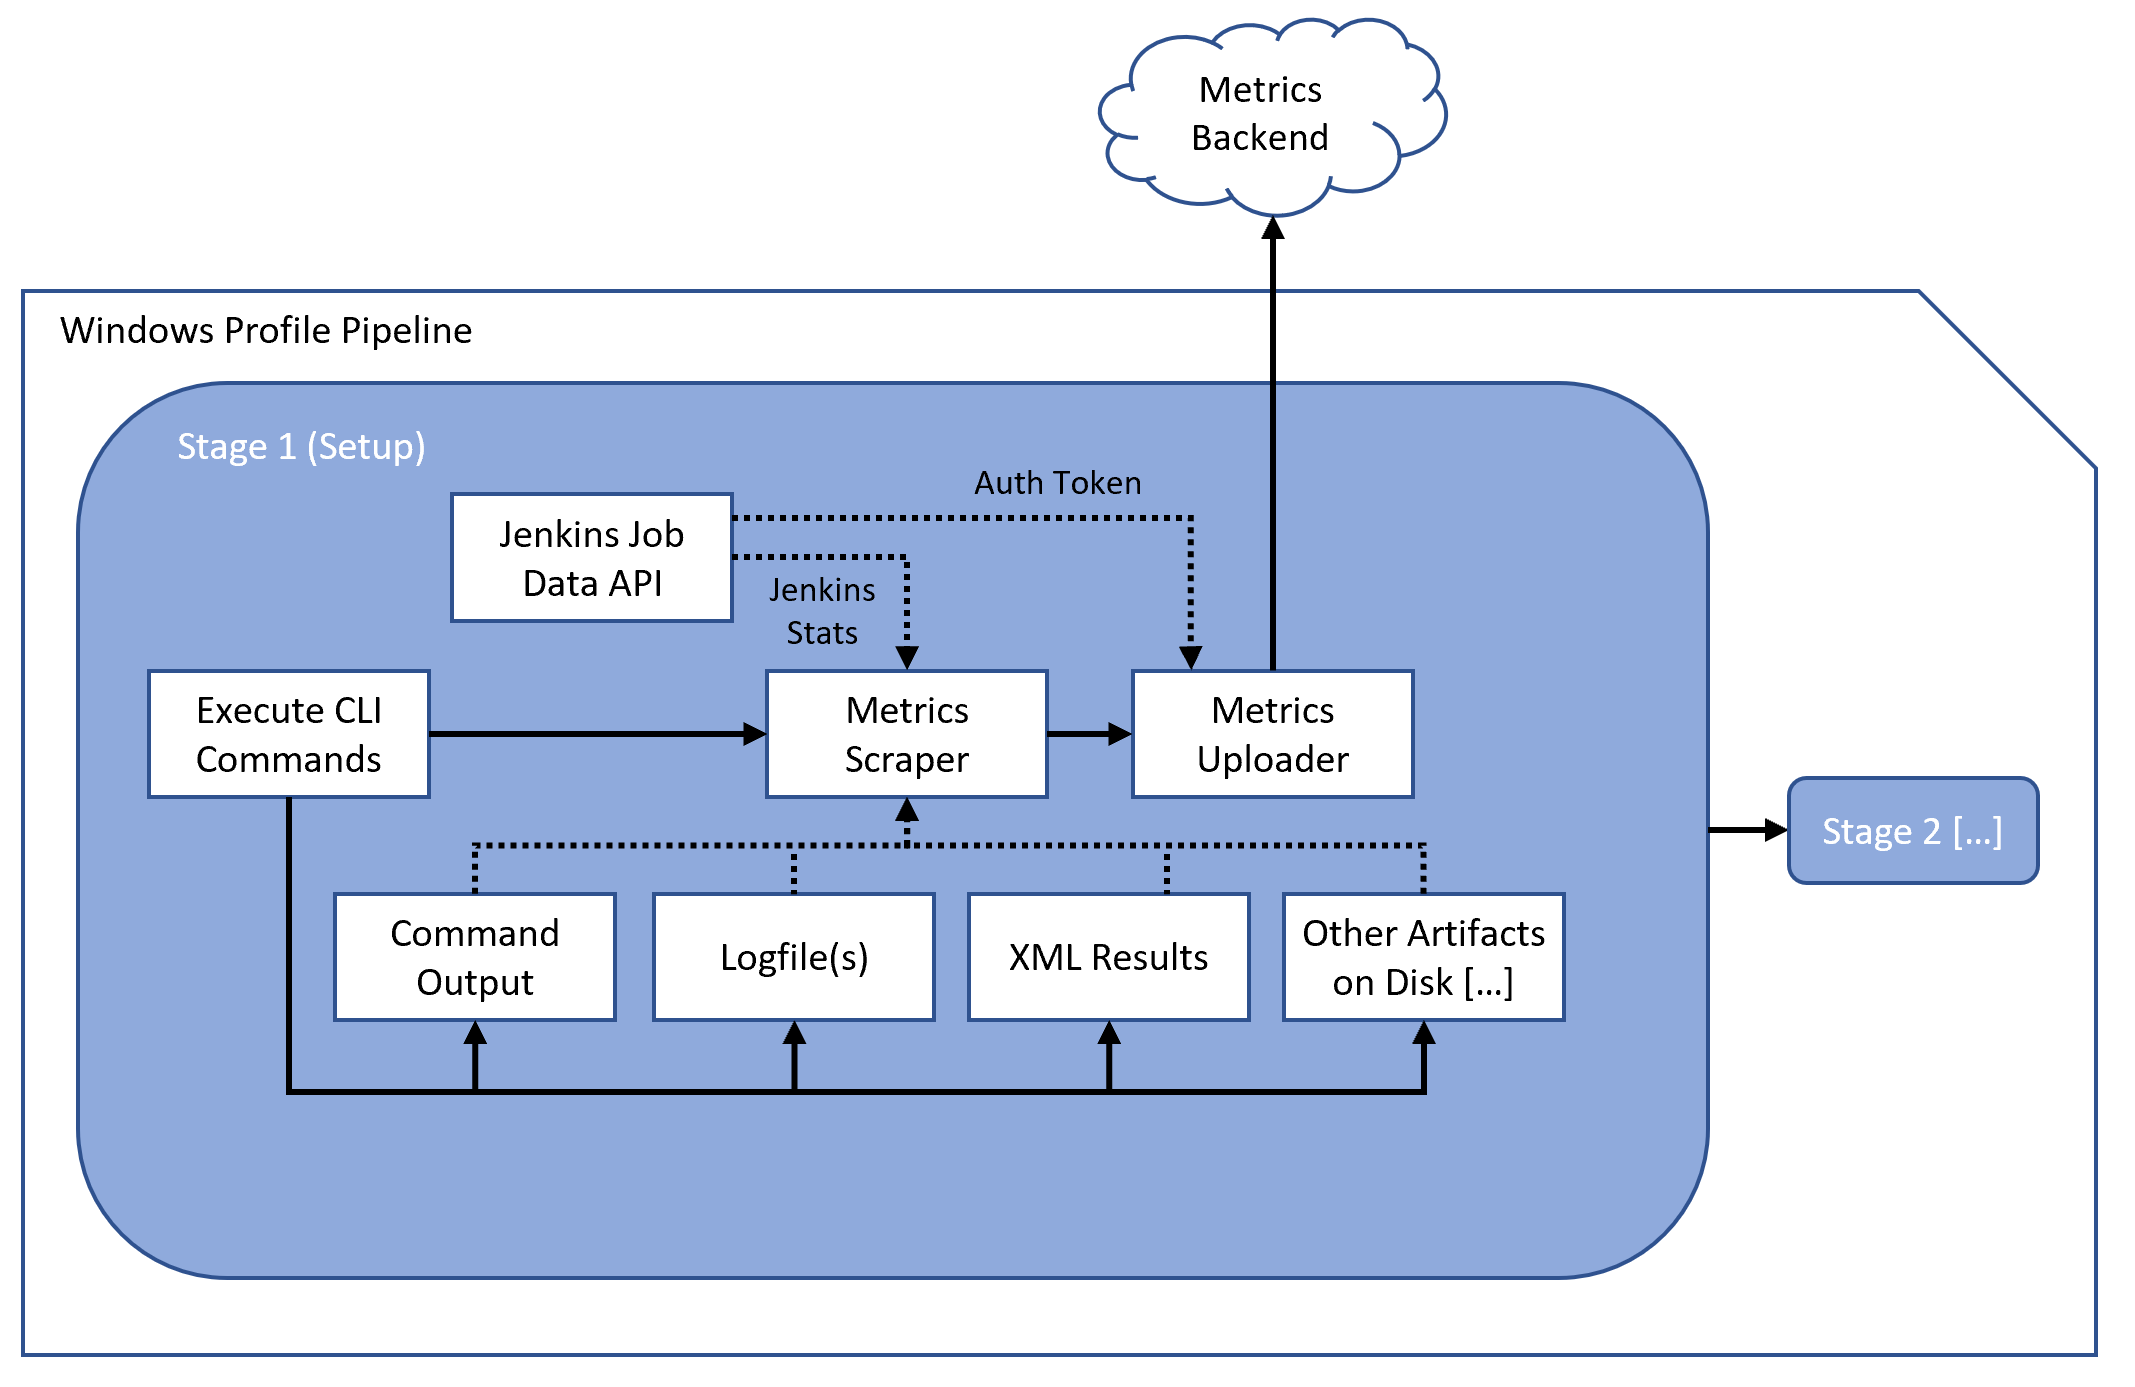 Metrics
Backend
Windows Profile Pipeline
Stage 1 (Setup)
Auth Token
Jenkins Job
Data API
Jenkins
Stats
Execute CLI
Commands
Metrics
Scraper
Metrics
Uploader
Stage 2 [...]
Command
Output
Logfile(s)
XML Results
Other Artifacts
on Disk [...]